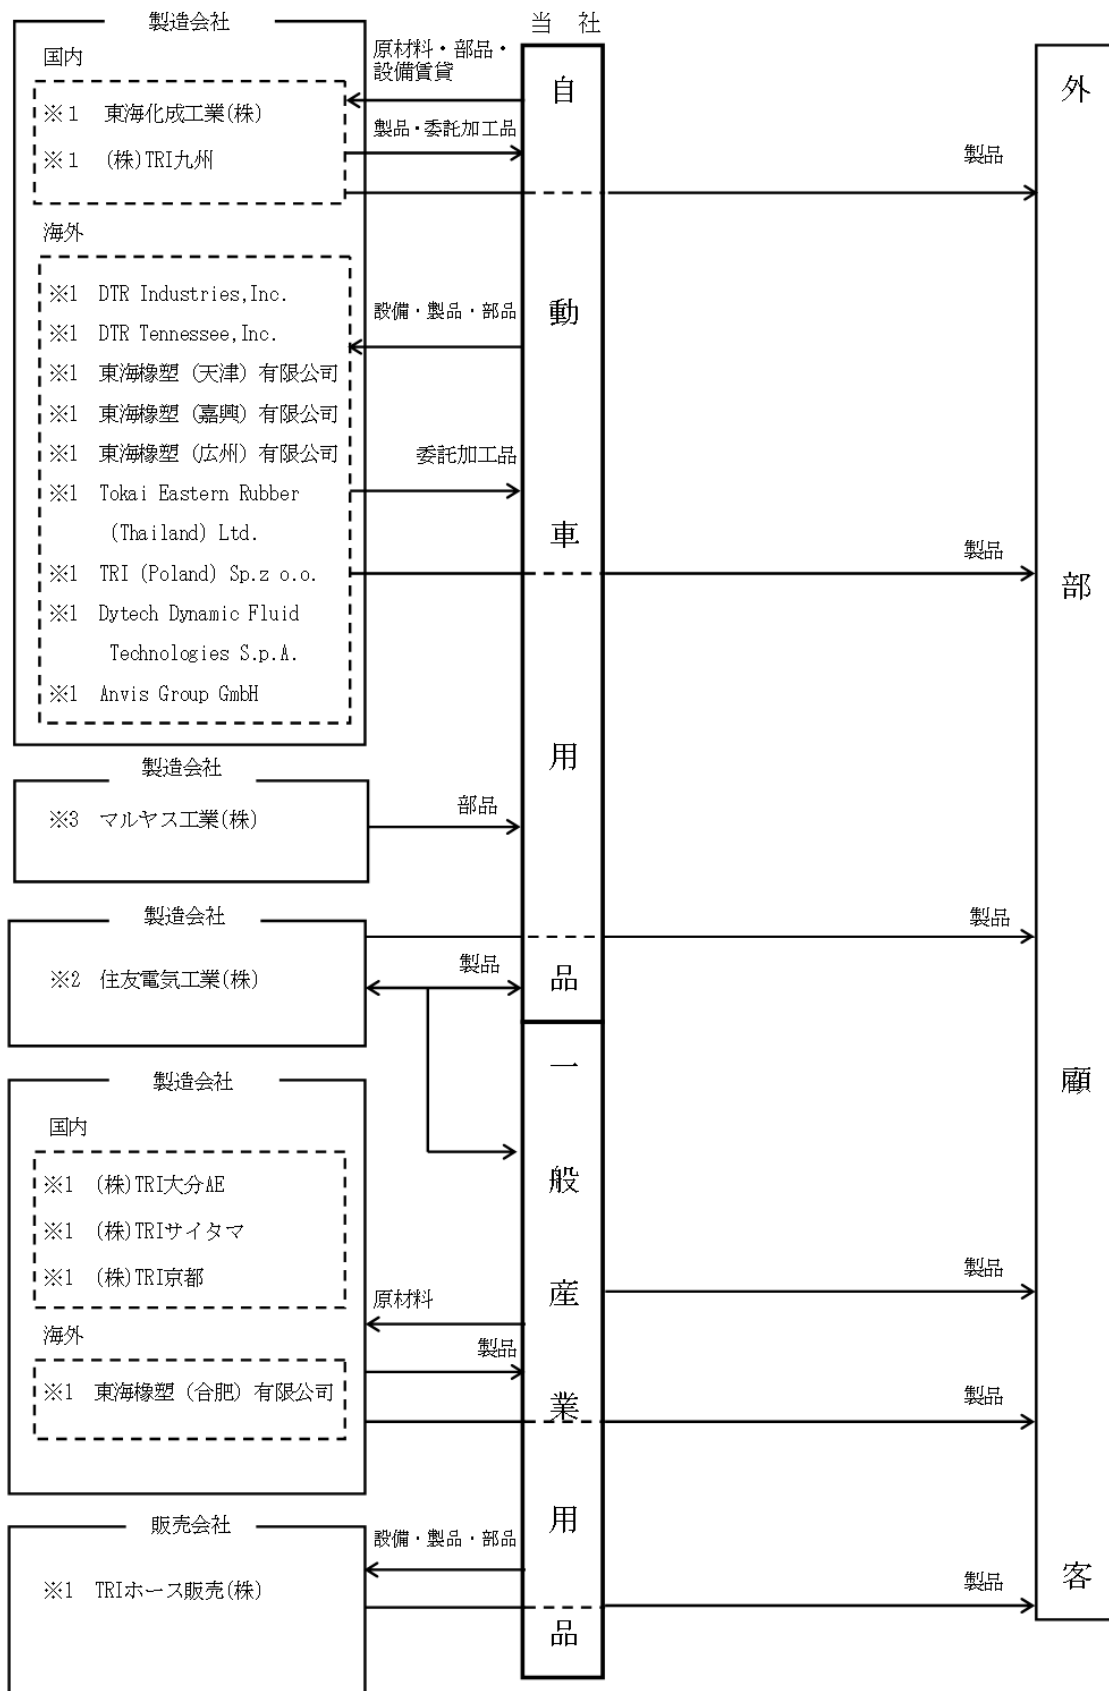 製造会社
当 社
国内
原材料・部品・
設備賃貸
※1 東海化成工業(株)
製品・委託加工品
※1 (株)TRI九州
製品
海外
※1 DTR Industries,Inc.
設備・製品・部品
※1 DTR Tennessee,Inc.
※1 東海橡塑（天津）有限公司
※1 東海橡塑（嘉興）有限公司
※1 東海橡塑（広州）有限公司
委託加工品
※1 Tokai Eastern Rubber
(Thailand) Ltd.
※1 TRI (Poland) Sp.z o.o.
製品
※1 Dytech Dynamic Fluid
Technologies S.p.A.
※1 Anvis Group GmbH
製造会社
※3 マルヤス工業(株)
部品
製造会社
製品
※2 住友電気工業(株)
製品
製造会社
国内
※1 (株)TRI大分AE
※1 (株)TRIサイタマ
※1 (株)TRI京都
製品
原材料
海外
製品
※1 東海橡塑（合肥）有限公司
製品
販売会社
設備・製品・部品
※1 TRIホース販売(株)
製品
自動車用品
一般産業用品
外部顧客